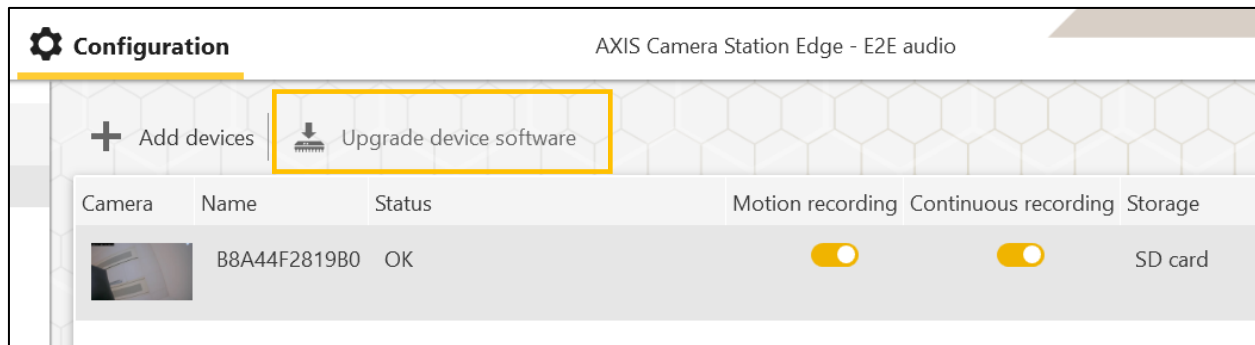 Configuration
AXIS Camera Station Edge - E2E audio
Add devices
Upgrade device software
Camera Name Status Motion recording Continuous recording Storage
B8A44F2819B0 OK SD card